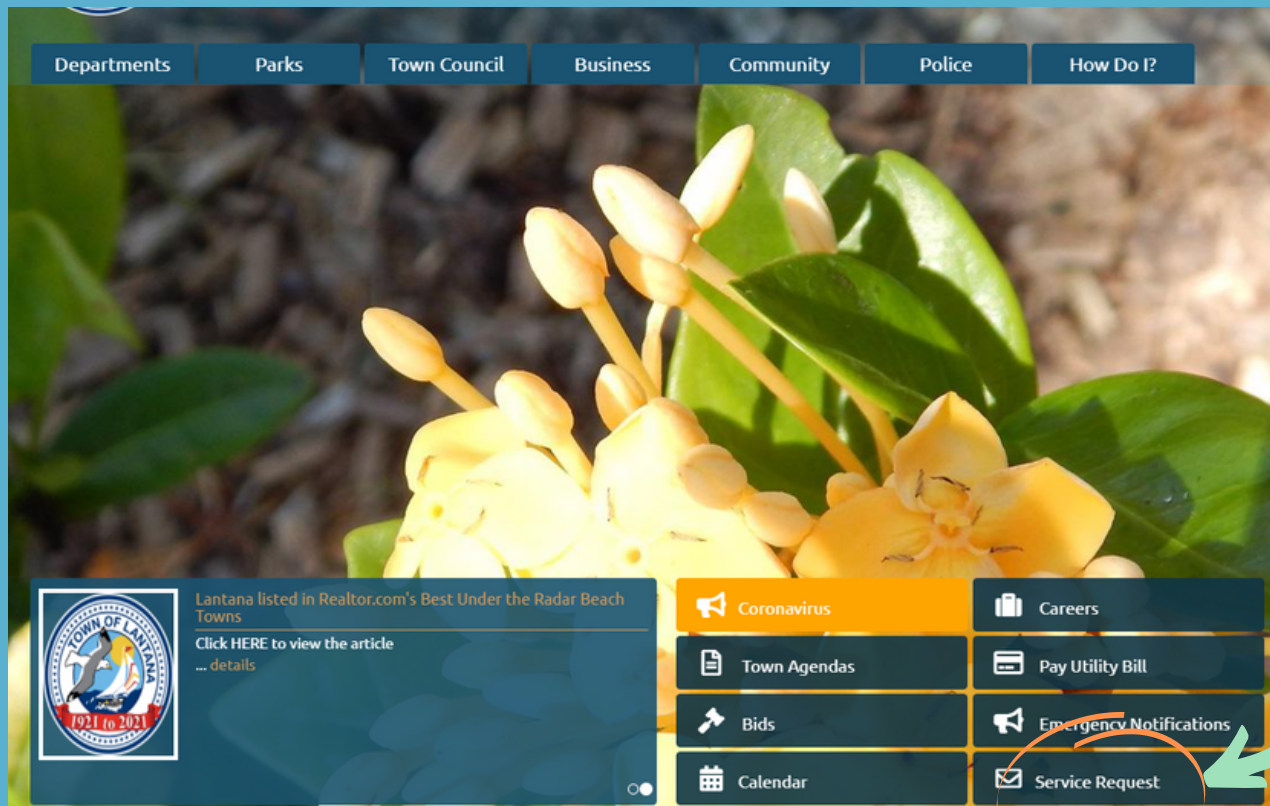 Departments
Parks
Town Council
Business
Community
Police
How Do I?
Lantana listed in Realtor.com's Best Under the Radar Beach
Towns
Click HERE to view the article
... details
TOWN OF LANTANA
1921 to 2021
Coronavirus
Careers
Town Agendas
Pay Utility Bill
Bids
Emergency Notifications
Calendar
Service Request